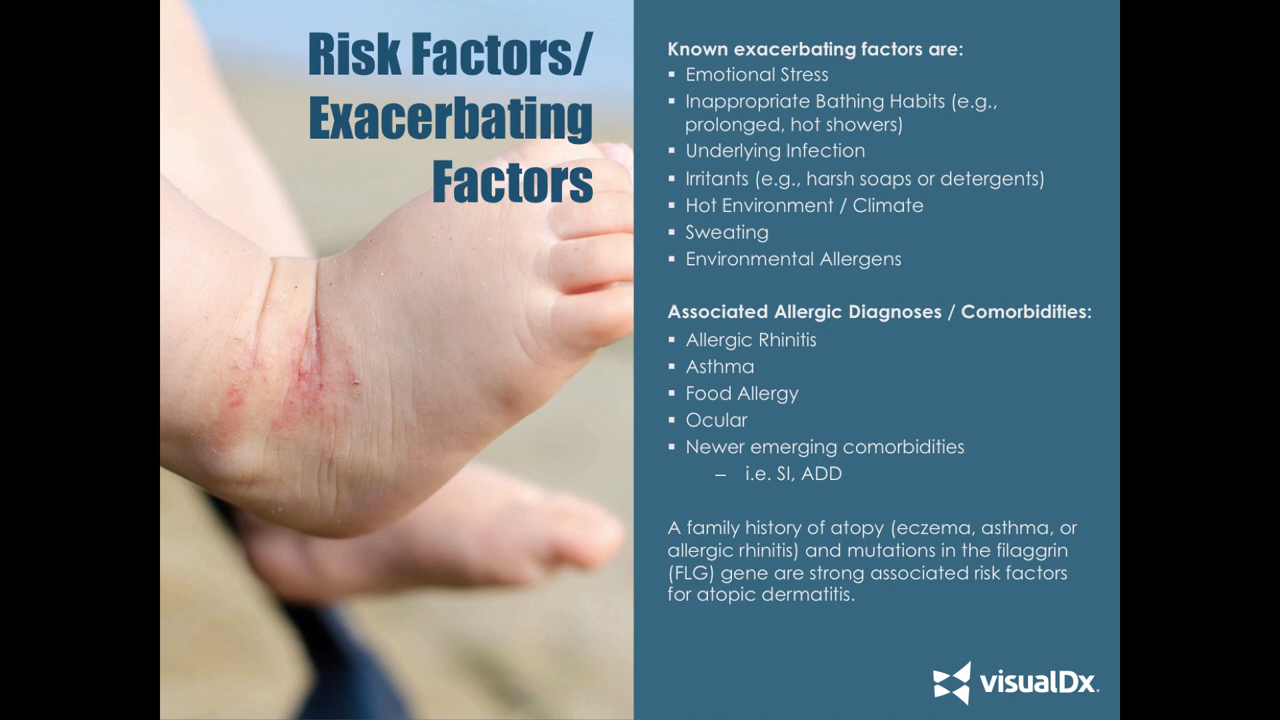 Risk Factors/
Exacerbating
Factors
Known exacerbating factors are:
▪ Emotional Stress
▪ Inappropriate Bathing Habits (e.g.,
prolonged, hot showers)
▪ Underlying Infection
▪ Irritants (e.g., harsh soaps or detergents)
▪ Hot Environment / Climate
▪ Sweating
▪ Environmental Allergens
Associated Allergic Diagnoses / Comorbidities:
▪ Allergic Rhinitis
▪ Asthma
▪ Food Allergy
▪ Ocular
▪ Newer emerging comorbidities
– i.e. SI, ADD
A family history of atopy (eczema, asthma, or
allergic rhinitis) and mutations in the filaggrin
(FLG) gene are strong associated risk factors
for atopic dermatitis.
visualDx.